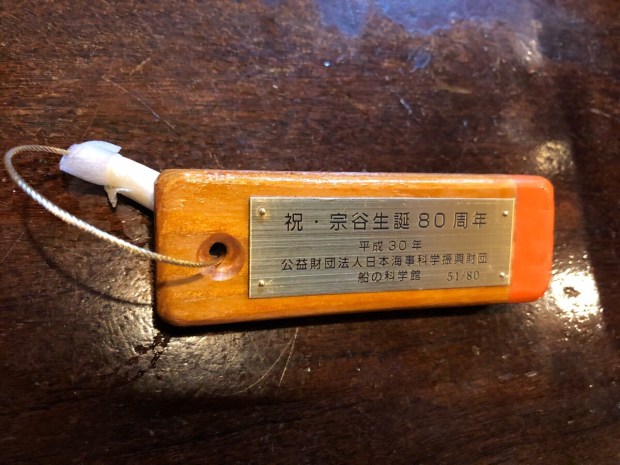 祝・宗谷生誕80周年
平成30年
公益財団法人日本海事科学振興財団
船の科学館 51/80